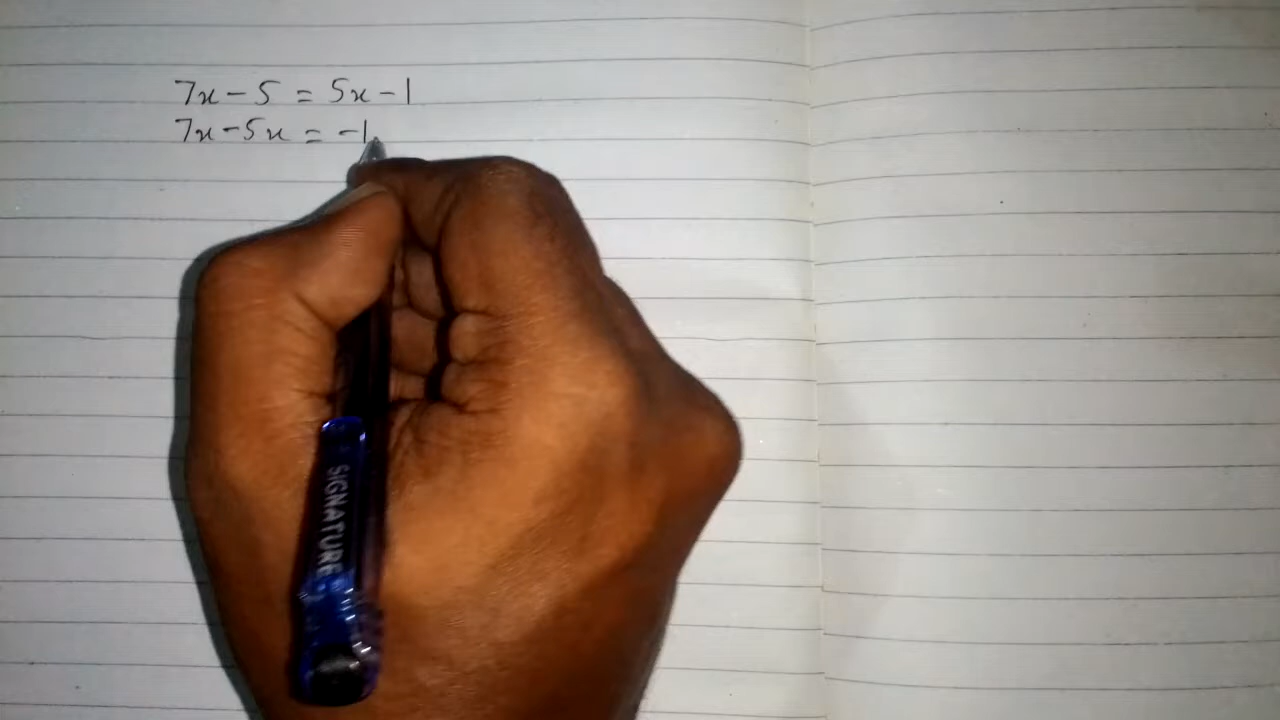 7x - 5 = 5x - 1
7x - 5x = -1
SIGNATURE